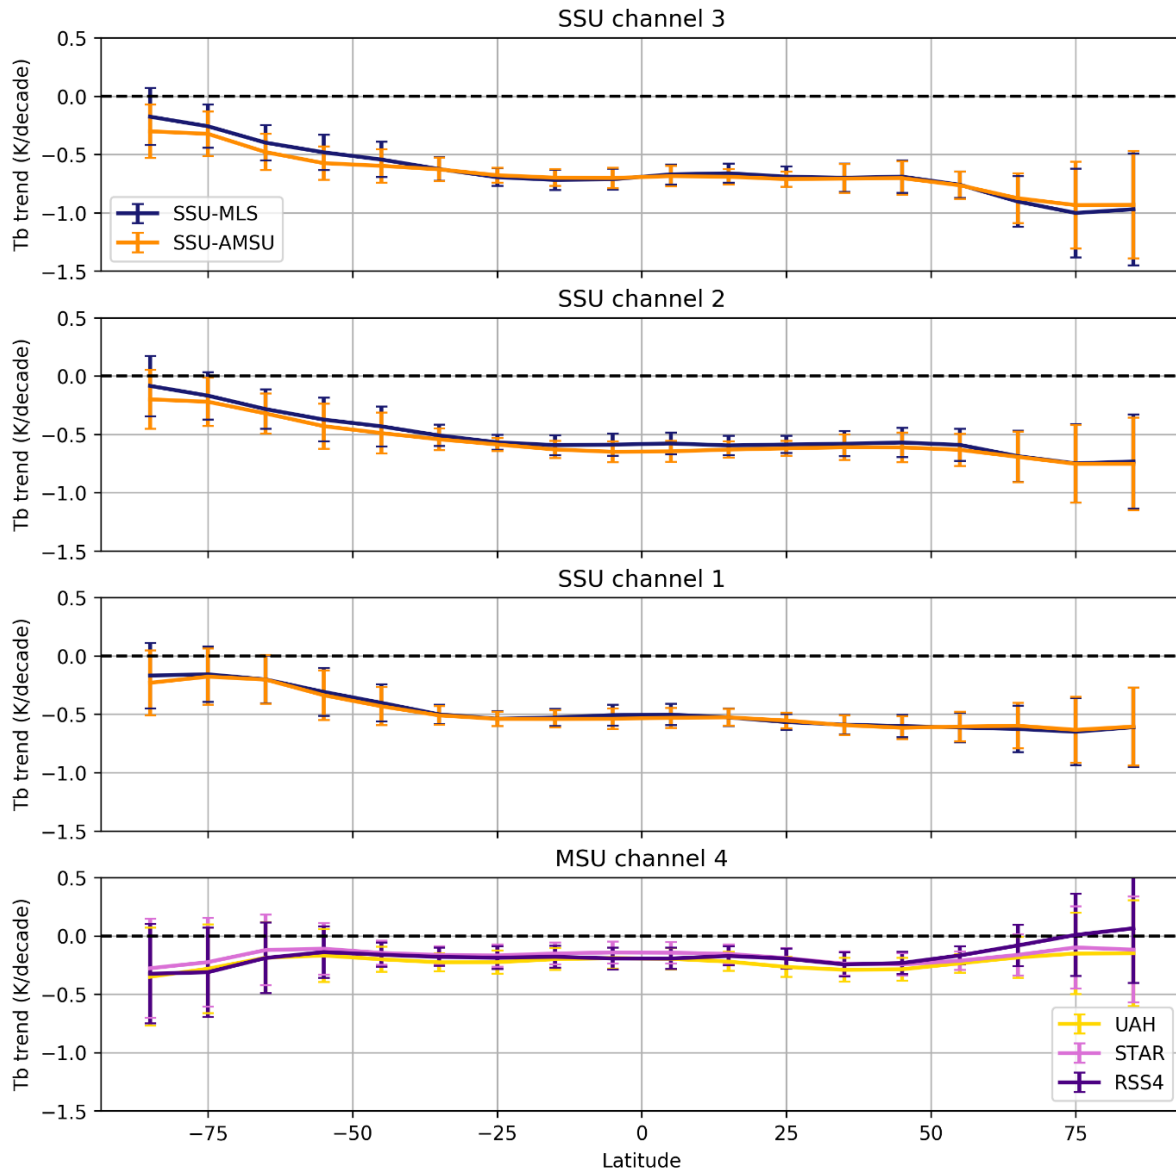 SSU channel 3
Tb trend (K/decade)
0.5
0.0
−0.5
−1.0
−1.5
SSU-MLS
SSU-AMSU
SSU channel 2
Tb trend (K/decade)
0.5
0.0
−0.5
−1.0
−1.5
SSU channel 1
Tb trend (K/decade)
0.5
0.0
−0.5
−1.0
−1.5
MSU channel 4
Tb trend (K/decade)
0.5
0.0
−0.5
−1.0
−1.5
UAH
STAR
RSS4
−75 −50 −25 0 25 50 75
Latitude